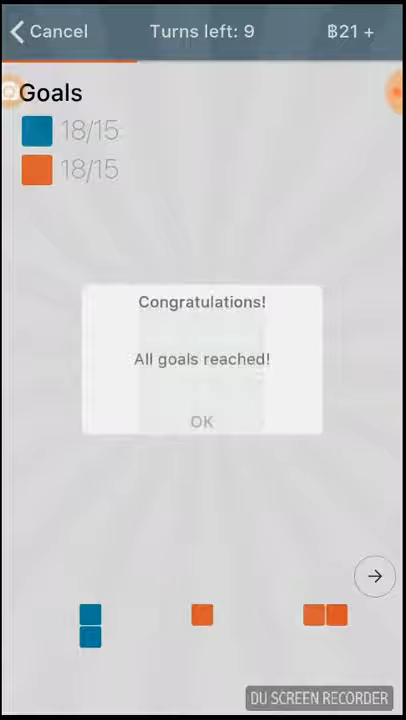 Cancel
Turns left: 9
฿21 +
Goals
18/15
18/15
Congratulations!
All goals reached!
OK
DU SCREEN RECORDER